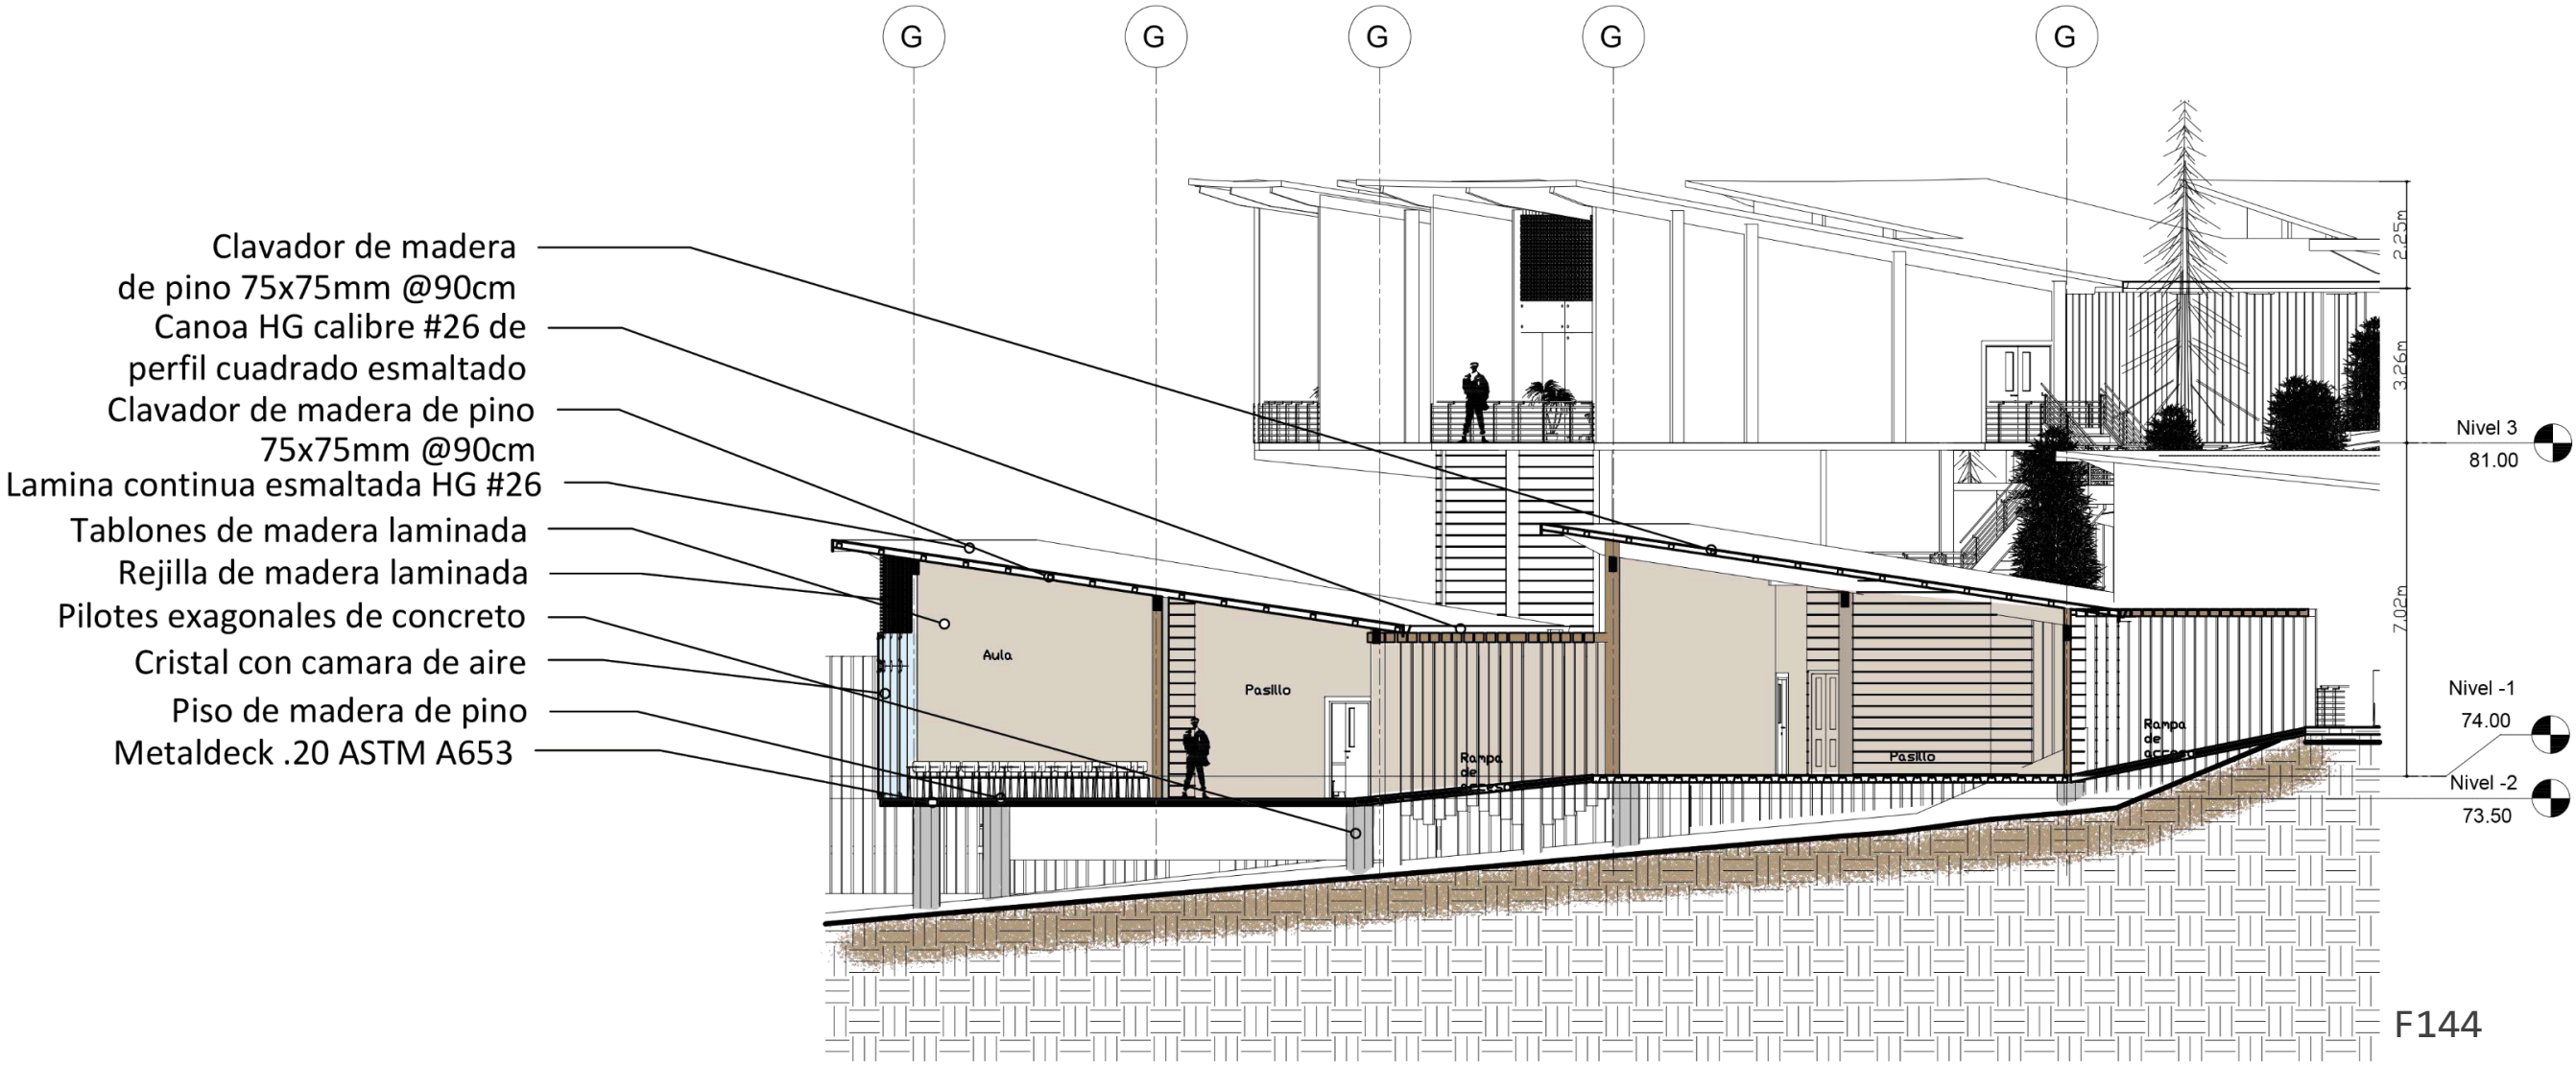 G G G G G
Clavador de madera
de pino 75x75mm @90cm
Canoa HG calibre #26 de
perfil cuadrado esmaltado
Clavador de madera de pino
75x75mm @90cm
Lamina continua esmaltada HG #26
Tablones de madera laminada
Rejilla de madera laminada
Pilotes exagonales de concreto
Cristal con camara de aire
Piso de madera de pino
Metaldeck .20 ASTM A653
Aula
Pasillo
Rampa
de
acceso
Pasillo
Rampa
de
acceso
2.25m
3.26m
7.02m
Nivel 3
81.00
Nivel -1
74.00
Nivel -2
73.50
F144